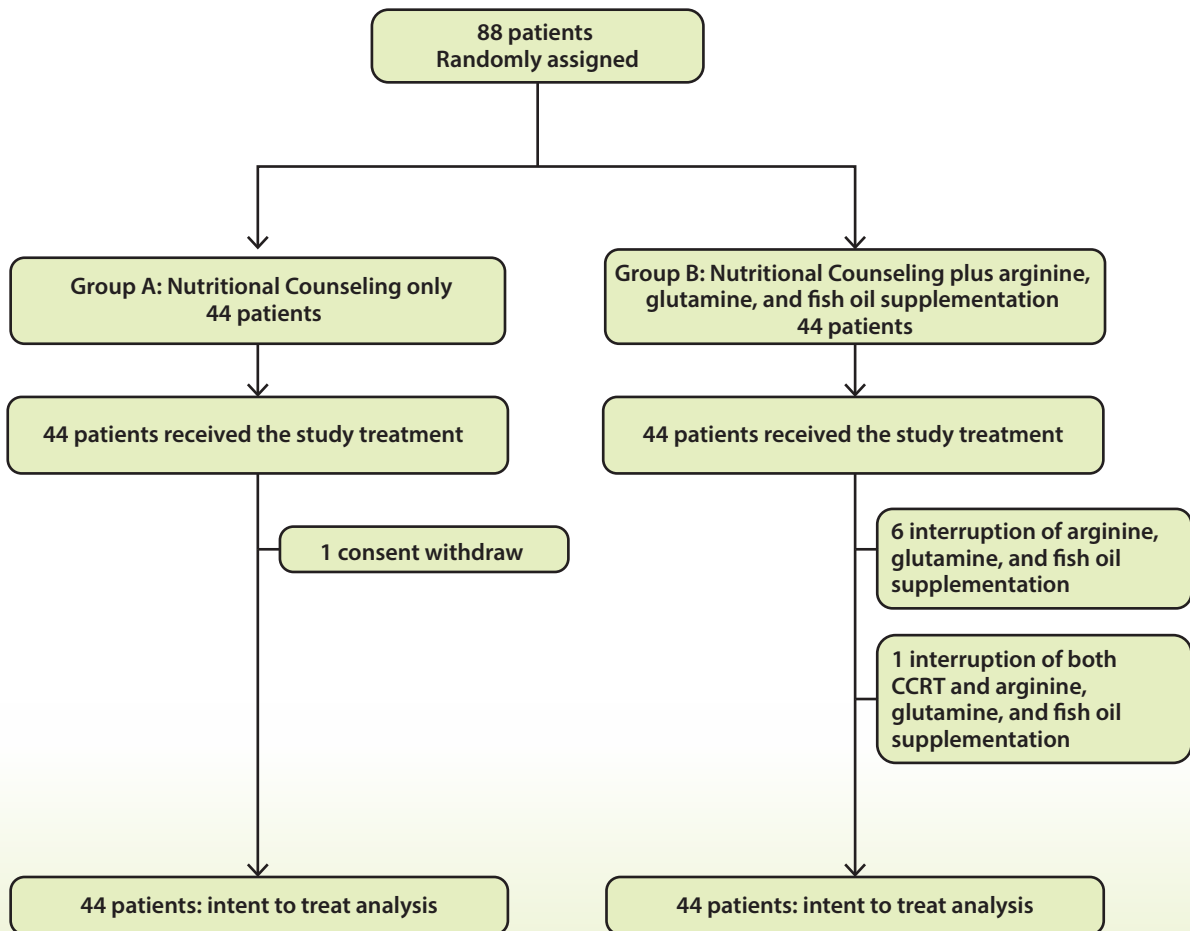 88 patients
Randomly assigned
Group A: Nutritional Counseling only
44 patients
Group B: Nutritional Counseling plus arginine,
glutamine, and fish oil supplementation
44 patients
44 patients received the study treatment
44 patients received the study treatment
1 consent withdraw
6 interruption of arginine,
glutamine, and fish oil
supplementation
1 interruption of both
CCRT and arginine,
glutamine, and fish oil
supplementation
44 patients: intent to treat analysis
44 patients: intent to treat analysis